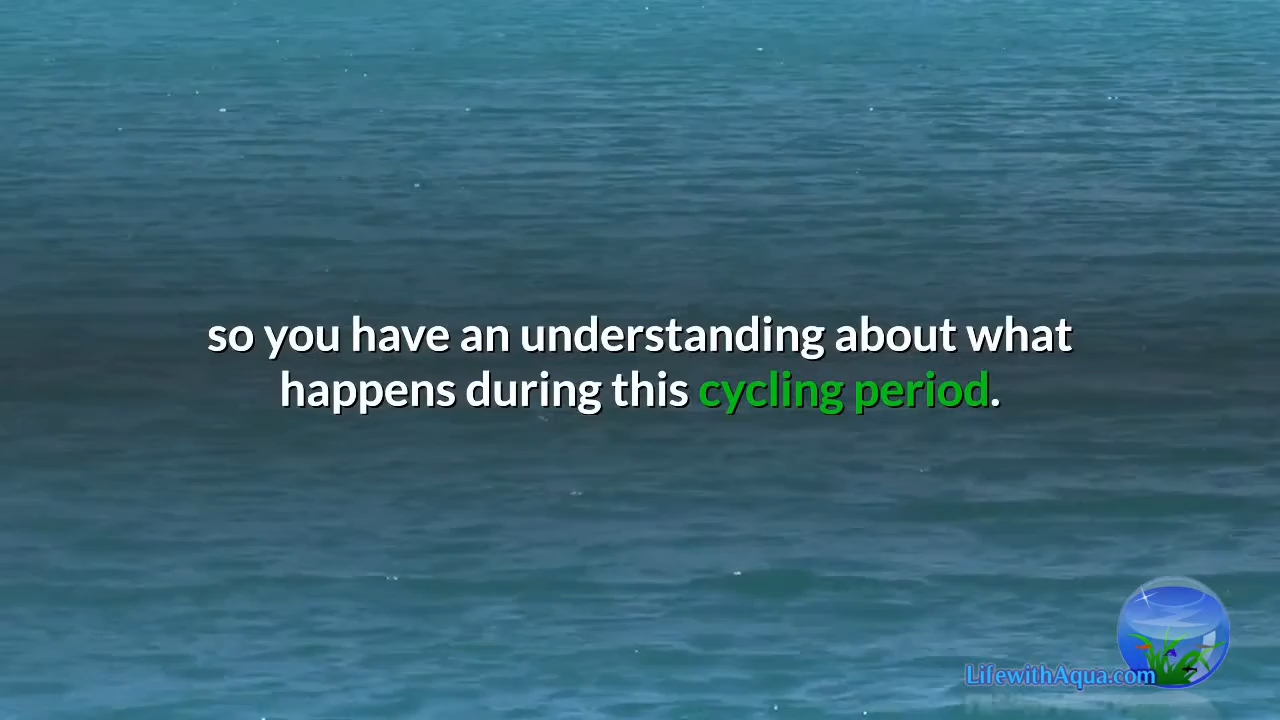 so you have an understanding about what
happens during this cycling period.
LifewithAqua.com